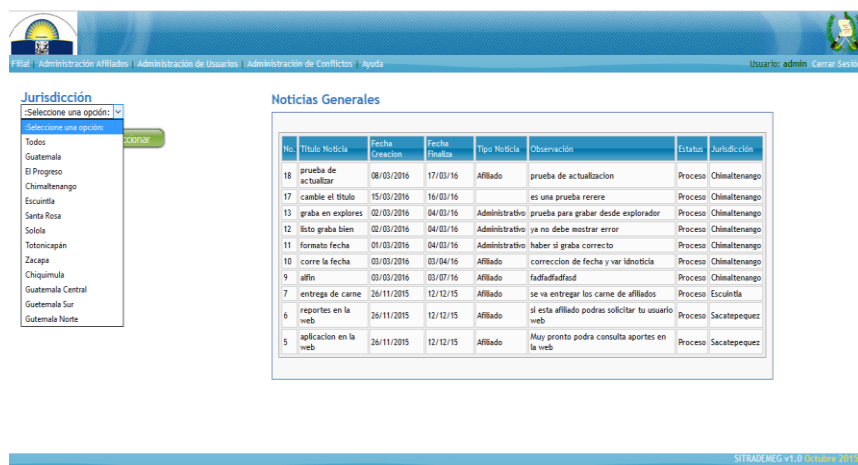 Filial | Administración Afiliados | Administración de Usuarios | Administración de Conflictos | Ayuda
Usuario: admin Cerrar Sesió
Jurisdicción
:Seleccione una opción:
:Seleccione una opción:
Todos
Guatemala
El Progreso
Chimaltenango
Escuintla
Santa Rosa
Solola
Totonicapán
Zacapa
Chiquimula
Guatemala Central
Guetemala Sur
Gutemala Norte
ccionar
Noticias Generales
No. Titulo Noticia Fecha Creacion Fecha Finaliza Tipo Noticia Observación Estatus Jurisdicción
18 prueba de actualizar 08/03/2016 17/03/16 Afiliado prueba de actualizacion Proceso Chimaltenango
17 cambie el titulo 15/03/2016 16/03/16 es una prueba rerere Proceso Chimaltenango
13 graba en explores 02/03/2016 04/03/16 Administrativo prueba para grabar desde explorador Proceso Chimaltenango
12 listo graba bien 02/03/2016 04/03/16 Administrativo ya no debe mostrar error Proceso Chimaltenango
11 formato fecha 01/03/2016 04/03/16 Administrativo haber si graba correcto Proceso Chimaltenango
10 corre la fecha 03/03/2016 03/04/16 Afiliado correccion de fecha y var idnoticia Proceso Chimaltenango
9 alfin 03/03/2016 03/07/16 Afiliado fadfadfadfasd Proceso Chimaltenango
7 entrega de carne 26/11/2015 12/12/15 Afiliado se va entregar los carne de afiliados Proceso Escuintla
6 reportes en la web 26/11/2015 12/12/15 Afiliado si esta afiliado podras solicitar tu usuario web Proceso Sacatepequez
5 aplicacion en la web 26/11/2015 12/12/15 Afiliado Muy pronto podra consulta aportes en la web Proceso Sacatepequez
SITRADEMEG v1.0 Octubre 2015